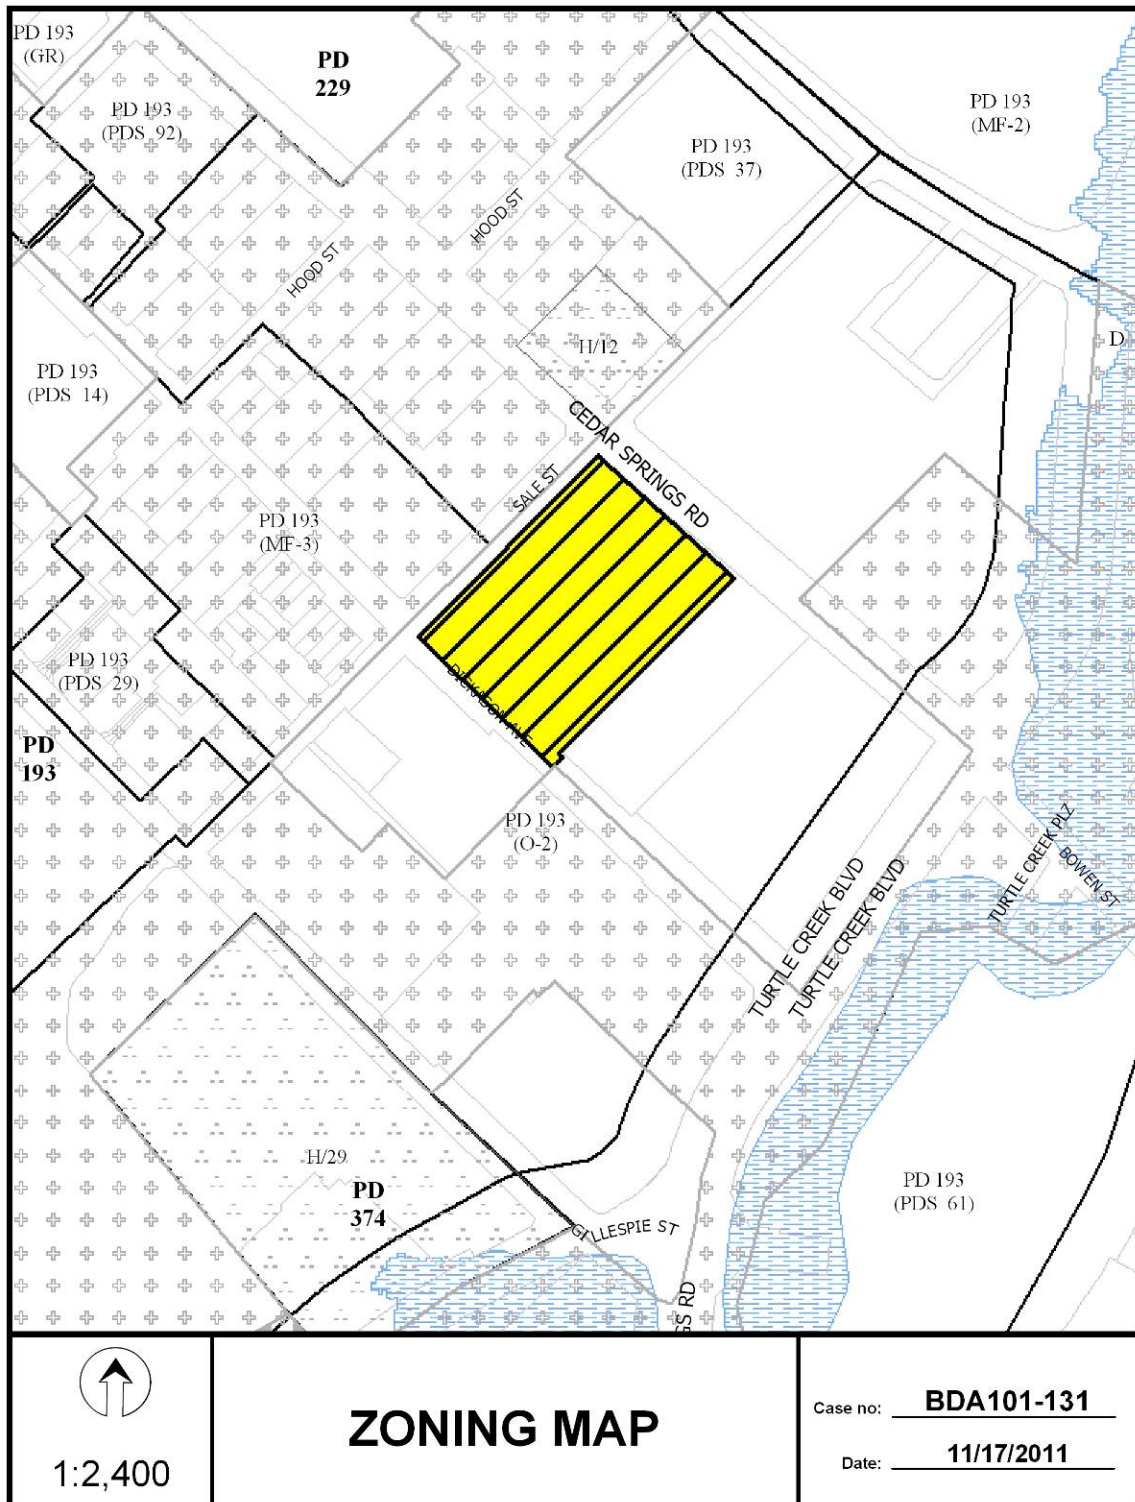 PD 193
(GR)
PD
229
PD 193
(PDS 92)
PD 193
(MF-2)
PD 193
(PDS 37)
HOOD ST
HOOD ST
H/12
D
PD 193
(PDS 14)
CEDAR SPRINGS RD
SALE ST
PD 193
(MF-3)
PD 193
(PDS 29)
DICKASON AVE
PD
193
PD 193
(O-2)
TURTLE CREEK PLZ
BOWEN ST
TURTLE CREEK BLVD
TURTLE CREEK BLVD
H/29
PD
374
PD 193
(PDS 61)
GILLESPIE ST
GS RD
1:2,400
ZONING MAP
Case no: BDA101-131
Date: 11/17/2011